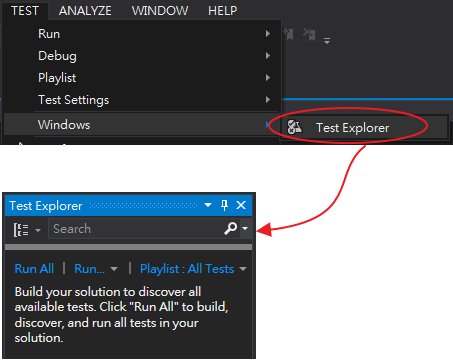 TEST ANALYZE WINDOW HELP
Run
Debug
Playlist
Test Settings
Windows
Test Explorer
Test Explorer
Search
Run All | Run... | Playlist : All Tests
Build your solution to discover all
available tests. Click "Run All" to build,
discover, and run all tests in your
solution.